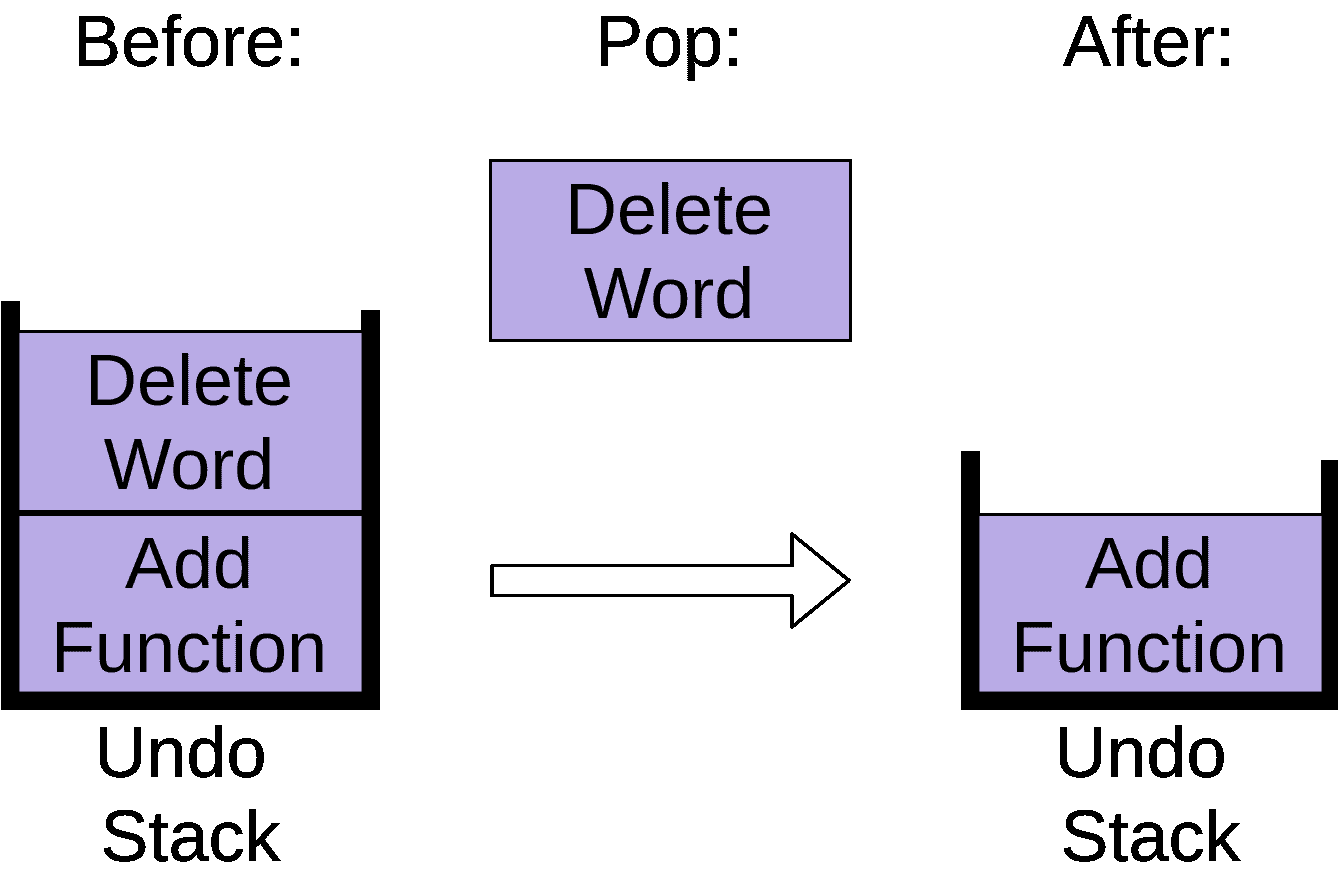 Before:
Pop:
After:
Delete
Word
Delete
Word
Add
Function
Undo
Stack
Add
Function
Undo
Stack